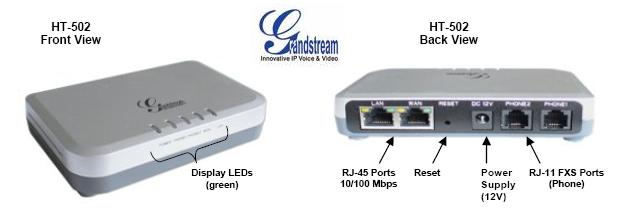 HT-502
Front View
Grandstream
Innovative IP Voice & Video
HT-502
Back View
Grandstream
POWER
Display LEDs
(green)
LAN
WAN
RESET
DC 12V
PHONE2
PHONE1
RJ-45 Ports
10/100 Mbps
Reset
Power
Supply
(12V)
RJ-11 FXS Ports
(Phone)